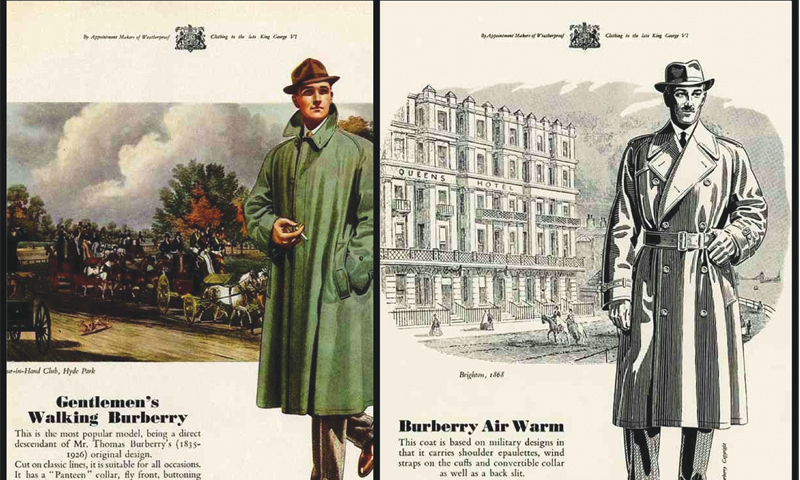 By Appointment Makers of Weatherproof Clothing to the late King George VI
ur-in-Hand Club, Hyde Park
Gentlemen's
Walking Burberry
This is the most popular model, being a direct
descendant of Mr. Thomas Burberry's (1835-
1926) original design.
Cut on classic lines, it is suitable for all occasions.
It has a "Panteen" collar, fly front, buttoning
By Appointment Makers of Weatherproof Clothing to the late King George VI
QUEENS HOTEL
Brighton, 1868
Burberry Air Warm
This coat is based on military designs in
that it carries shoulder epaulettes, wind
straps on the cuffs and convertible collar
as well as a back slit.
rberry Copyright